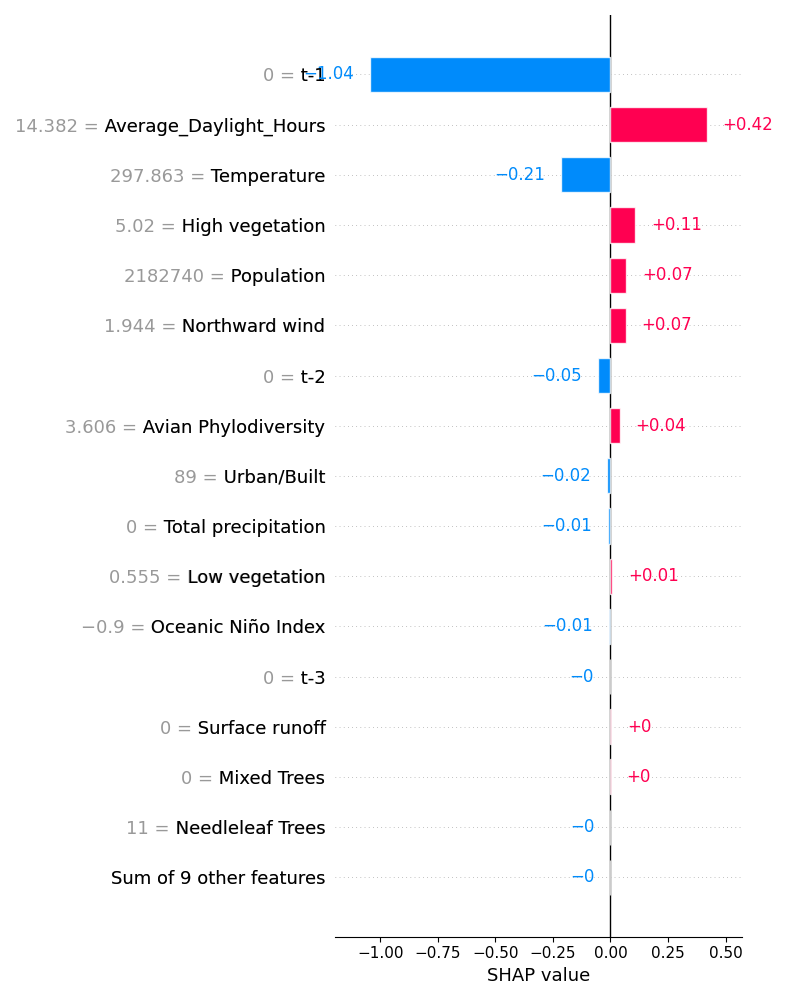 0 = t-1 −1.04
14.382 = Average_Daylight_Hours +0.42
297.863 = Temperature −0.21
5.02 = High vegetation +0.11
2182740 = Population +0.07
1.944 = Northward wind +0.07
0 = t-2 −0.05
3.606 = Avian Phylodiversity +0.04
89 = Urban/Built −0.02
0 = Total precipitation −0.01
0.555 = Low vegetation +0.01
−0.9 = Oceanic Niño Index −0.01
0 = t-3 −0
0 = Surface runoff +0
0 = Mixed Trees +0
11 = Needleleaf Trees −0
Sum of 9 other features −0
−1.00 −0.75 −0.50 −0.25 0.00 0.25 0.50
SHAP value